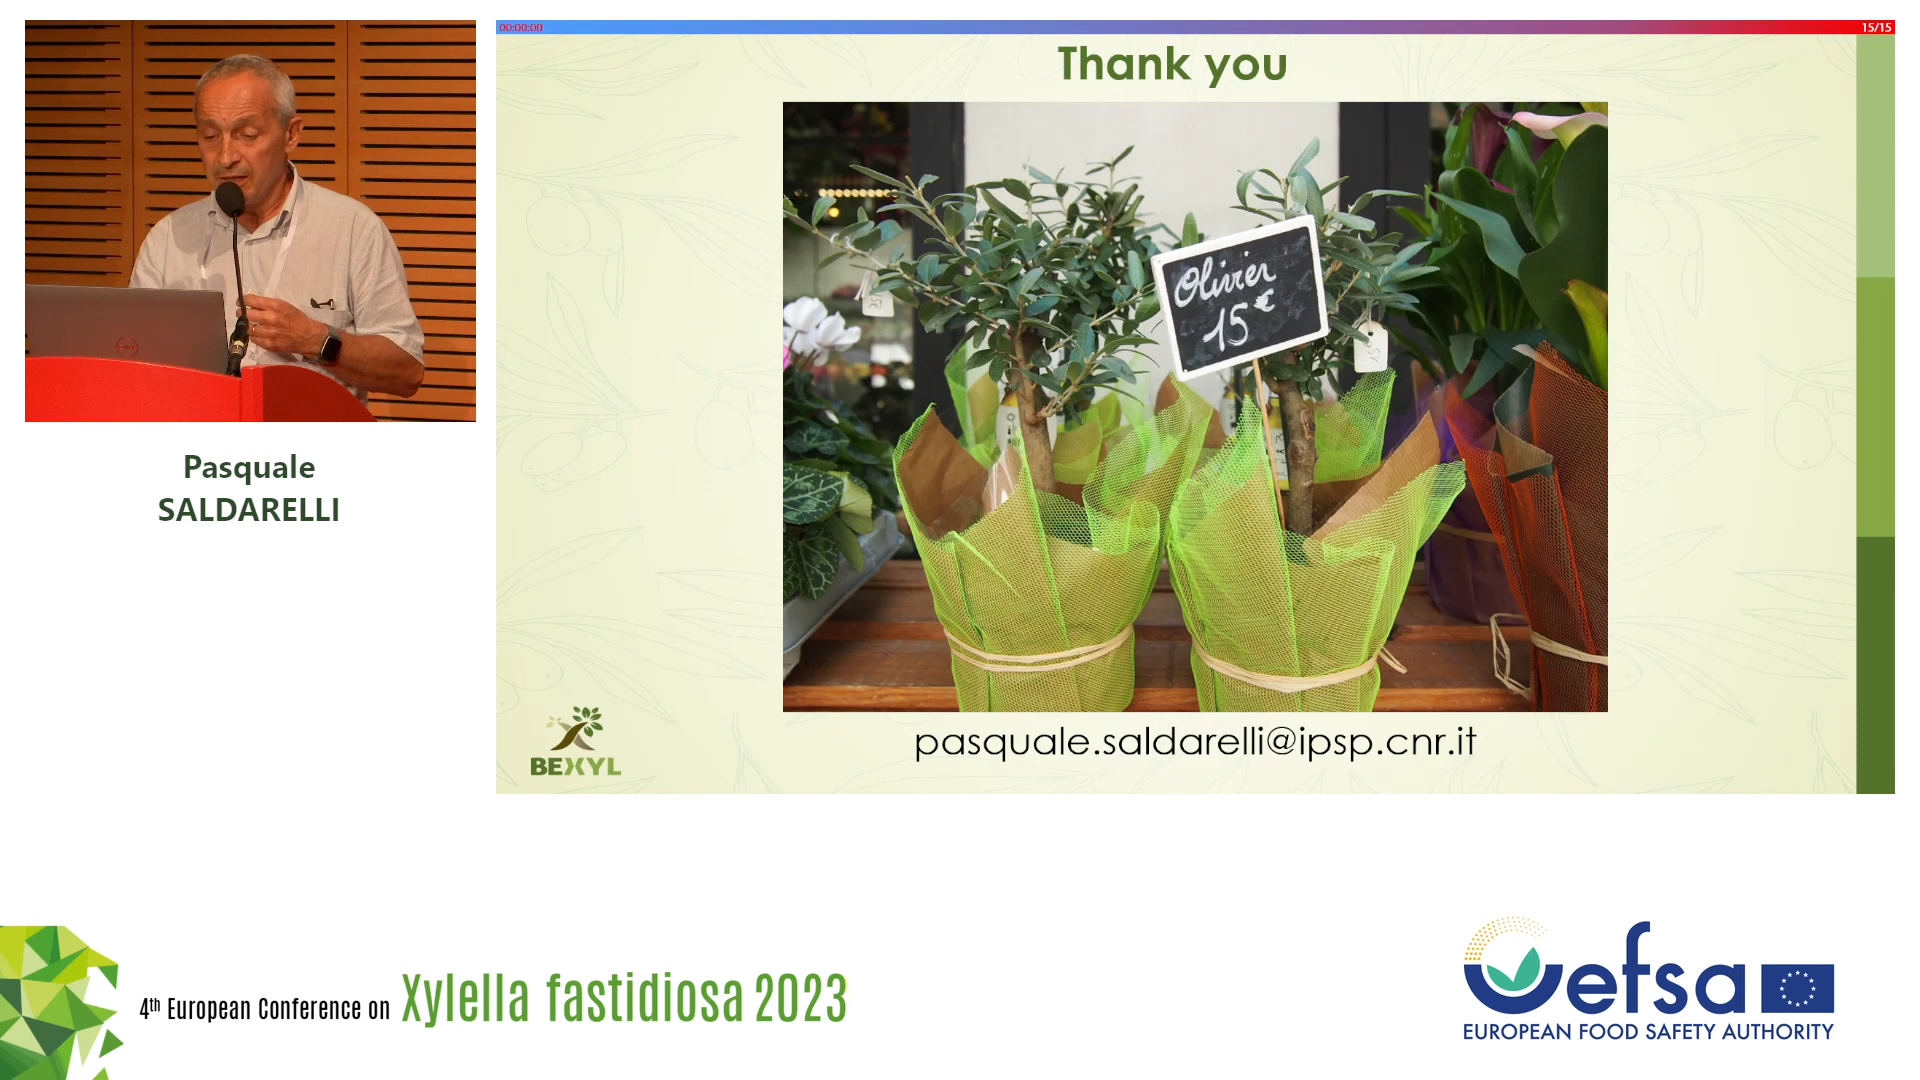 00:00:00
15/15
Thank you
Olivier
15€
15
pasquale.saldarelli@ipsp.cnr.it
BEXYL
Pasquale
SALDARELLI
4th European Conference on Xylella fastidiosa 2023
efsa
EUROPEAN FOOD SAFETY AUTHORITY